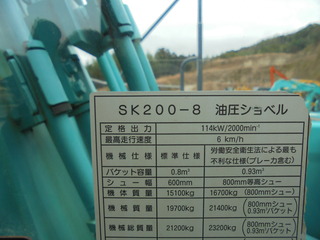 SK200-8 油圧ショベル
定格出力 114kW/2000min⁻¹
最高走行速度 6 km/h
機械仕様 標準仕様 労働安全衛生法による最も不利な仕様(ブレーカ含む)
バケット容量 0.8m³ 0.93m³
シュー幅 600mm 800mm等高シュー
機体質量 15100kg 16700kg(800mmシュー)
機械質量 19700kg 21400kg(800mmシュー 0.93m³バケット)
機械総質量 21200kg 23200kg(800mmシュー 0.93m³バケット)